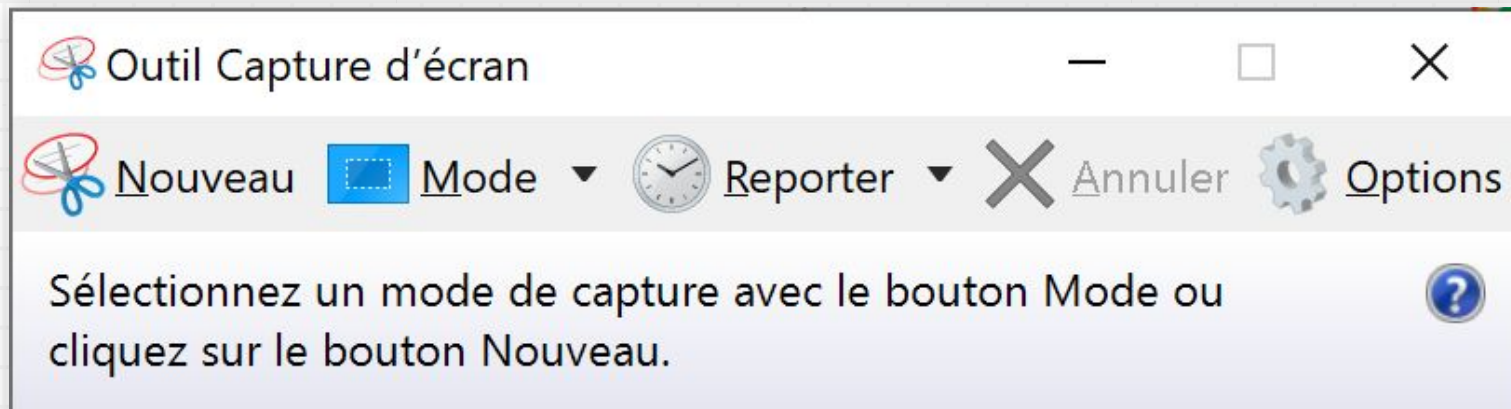 Outil Capture d’écran
Nouveau Mode Reporter Annuler Options
Sélectionnez un mode de capture avec le bouton Mode ou
cliquez sur le bouton Nouveau.
?